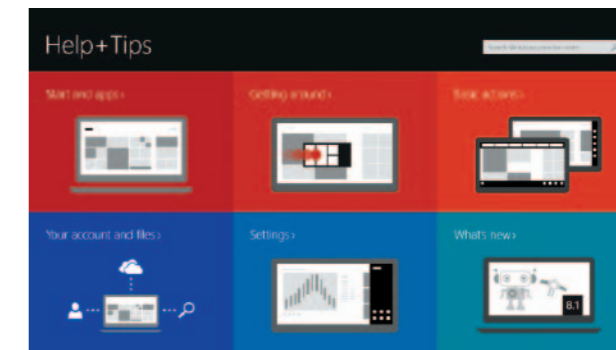 Help+Tips
Start and apps›
Getting around›
Basic actions›
Your account and files›
Settings›
What's new›
8.1